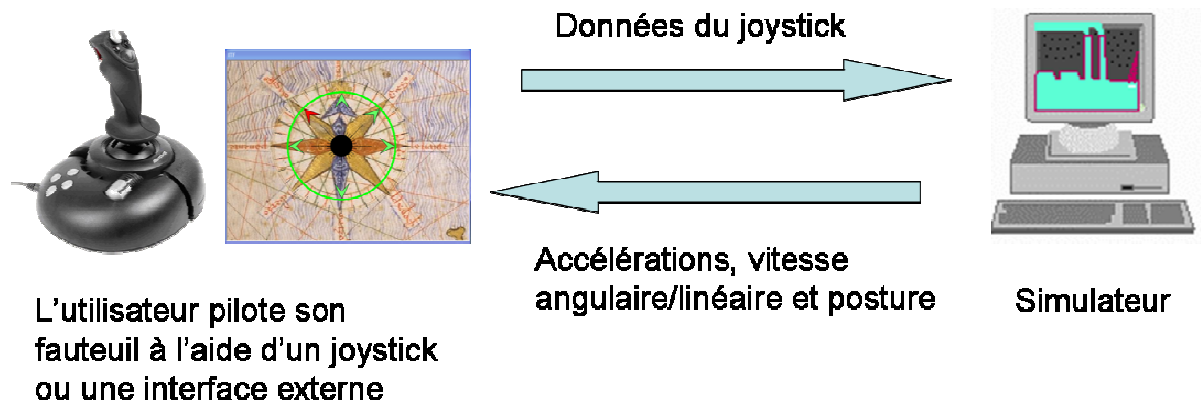 Données du joystick
Accélérations, vitesse
angulaire/linéaire et posture
Simulateur
L'utilisateur pilote son
fauteuil à l'aide d'un joystick
ou une interface externe